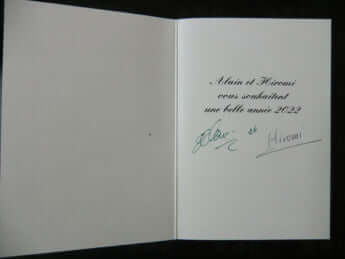 Alain et Hiromi
vous souhaitent
une belle année 2022
et Hiromi